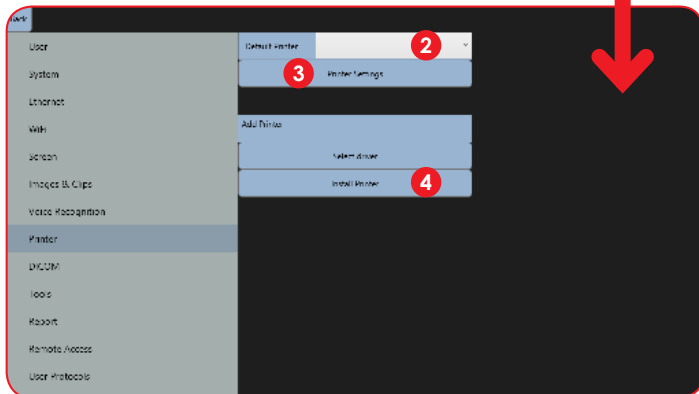 Back
User
Default Printer
2
System
3
Printer Settings
Ethernet
WiFi
Add Printer
Screen
Select driver
Images & Clips
Install Printer
4
Voice Recognition
Printer
DICOM
Tools
Report
Remote Access
User Protocols